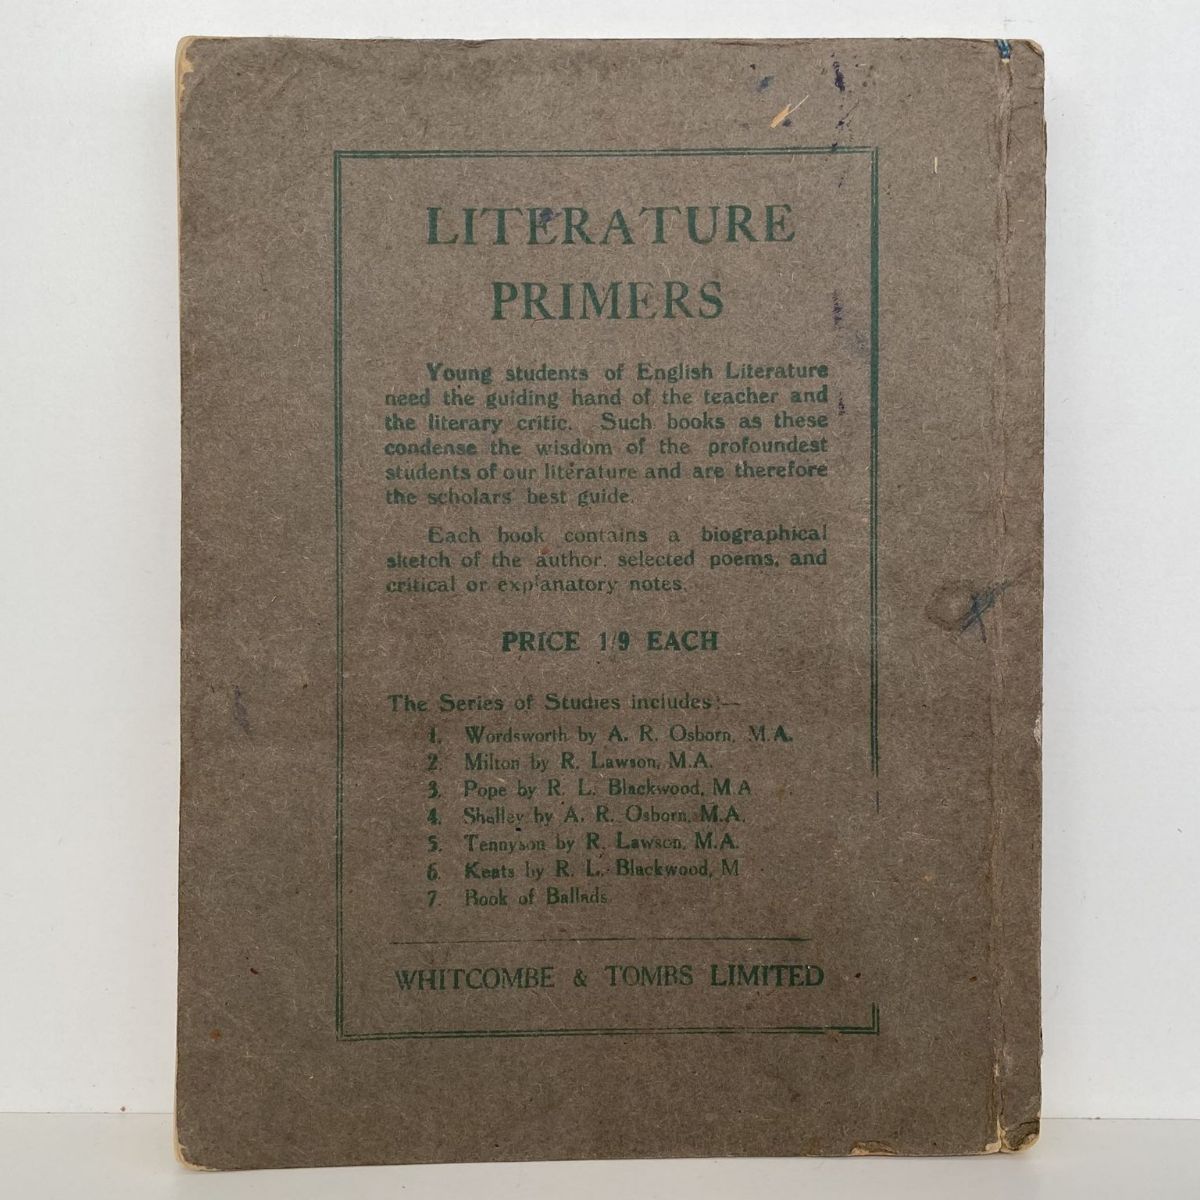 LITERATURE
PRIMERS
Young students of English Literature
need the guiding hand of the teacher and
the literary critic. Such books as these
condense the wisdom of the profoundest
students of our literature and are therefore
the scholars' best guide.
Each book contains a biographical
sketch of the author, selected poems, and
critical or explanatory notes.
PRICE 1/9 EACH
The Series of Studies includes:—
1. Wordsworth by A. R. Osborn, M.A.
2. Milton by R. Lawson, M.A.
3. Pope by R. L. Blackwood, M.A
4. Shelley by A. R. Osborn, M.A.
5. Tennyson by R. Lawson, M.A.
6. Keats by R. L. Blackwood, M
7. Book of Ballads
WHITCOMBE & TOMBS LIMITED